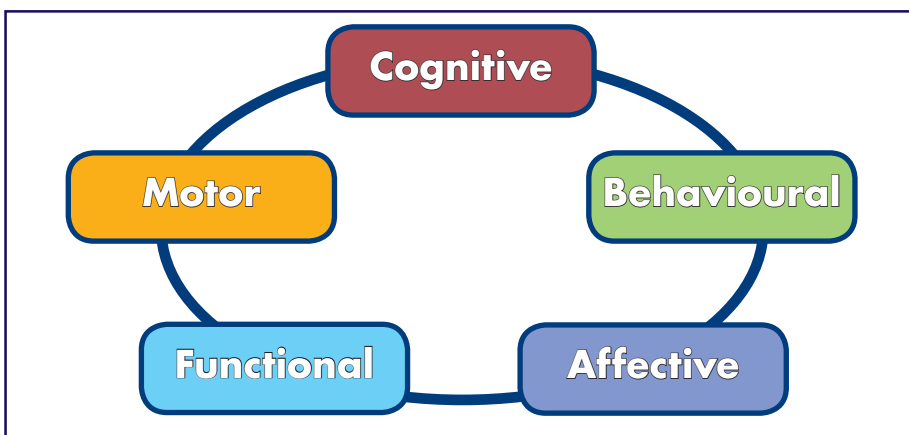 Cognitive
Motor
Behavioural
Functional
Affective